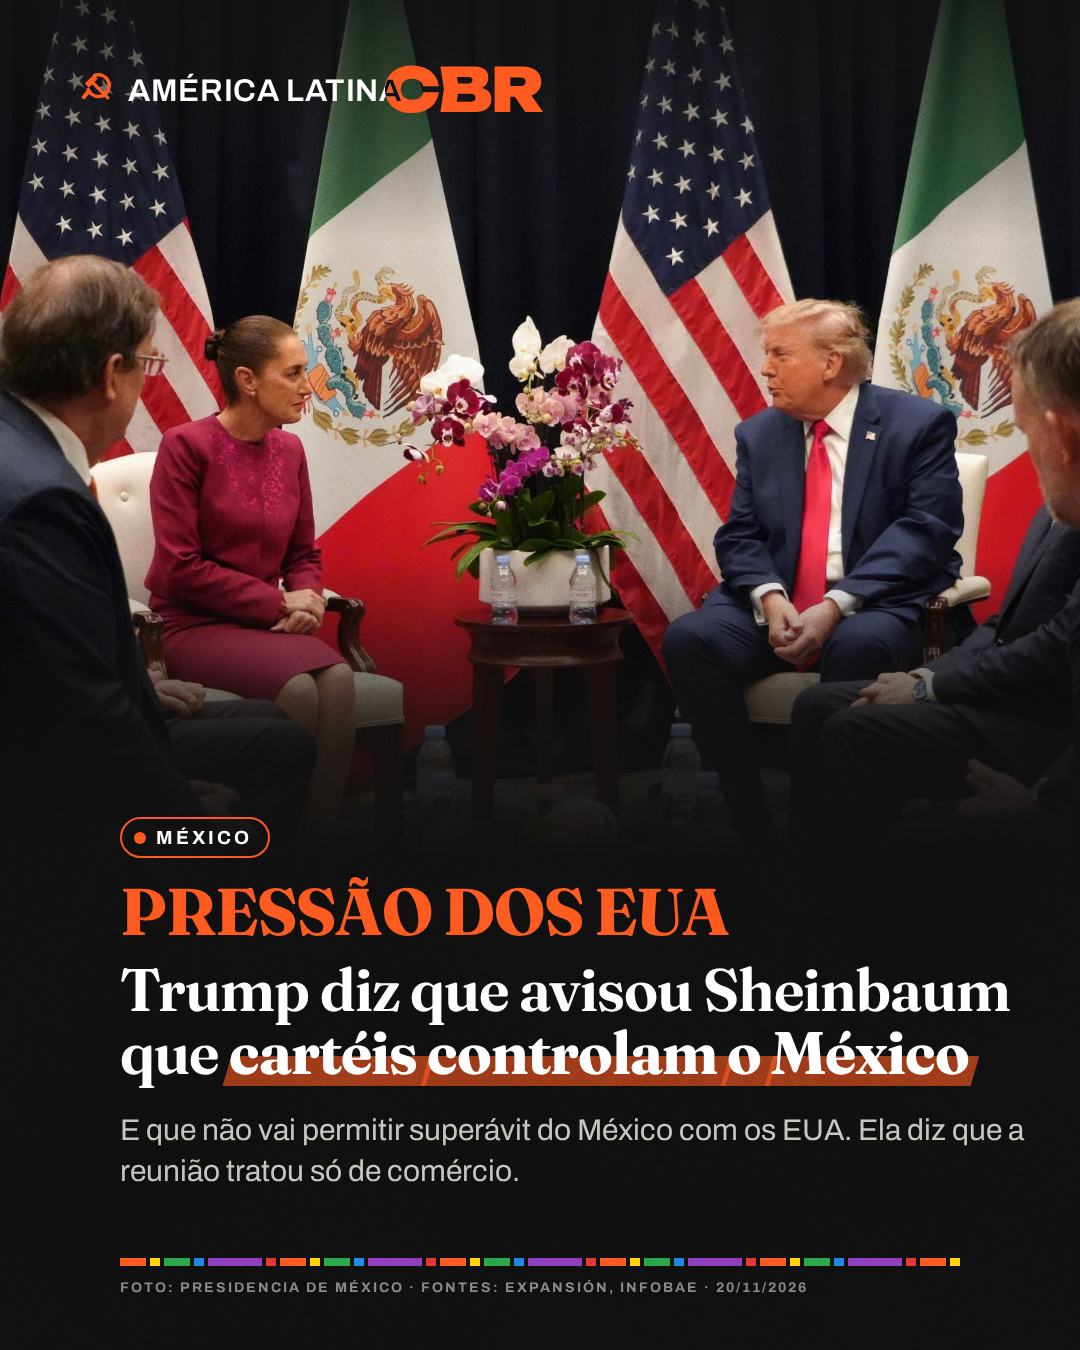 AMÉRICA LATINA CBR
MÉXICO
PRESSÃO DOS EUA
Trump diz que avisou Sheinbaum
que cartéis controlam o México
E que não vai permitir superávit do México com os EUA. Ela diz que a
reunião tratou só de comércio.
FOTO: PRESIDENCIA DE MÉXICO · FONTES: EXPANSIÓN, INFOBAE · 20/11/2026